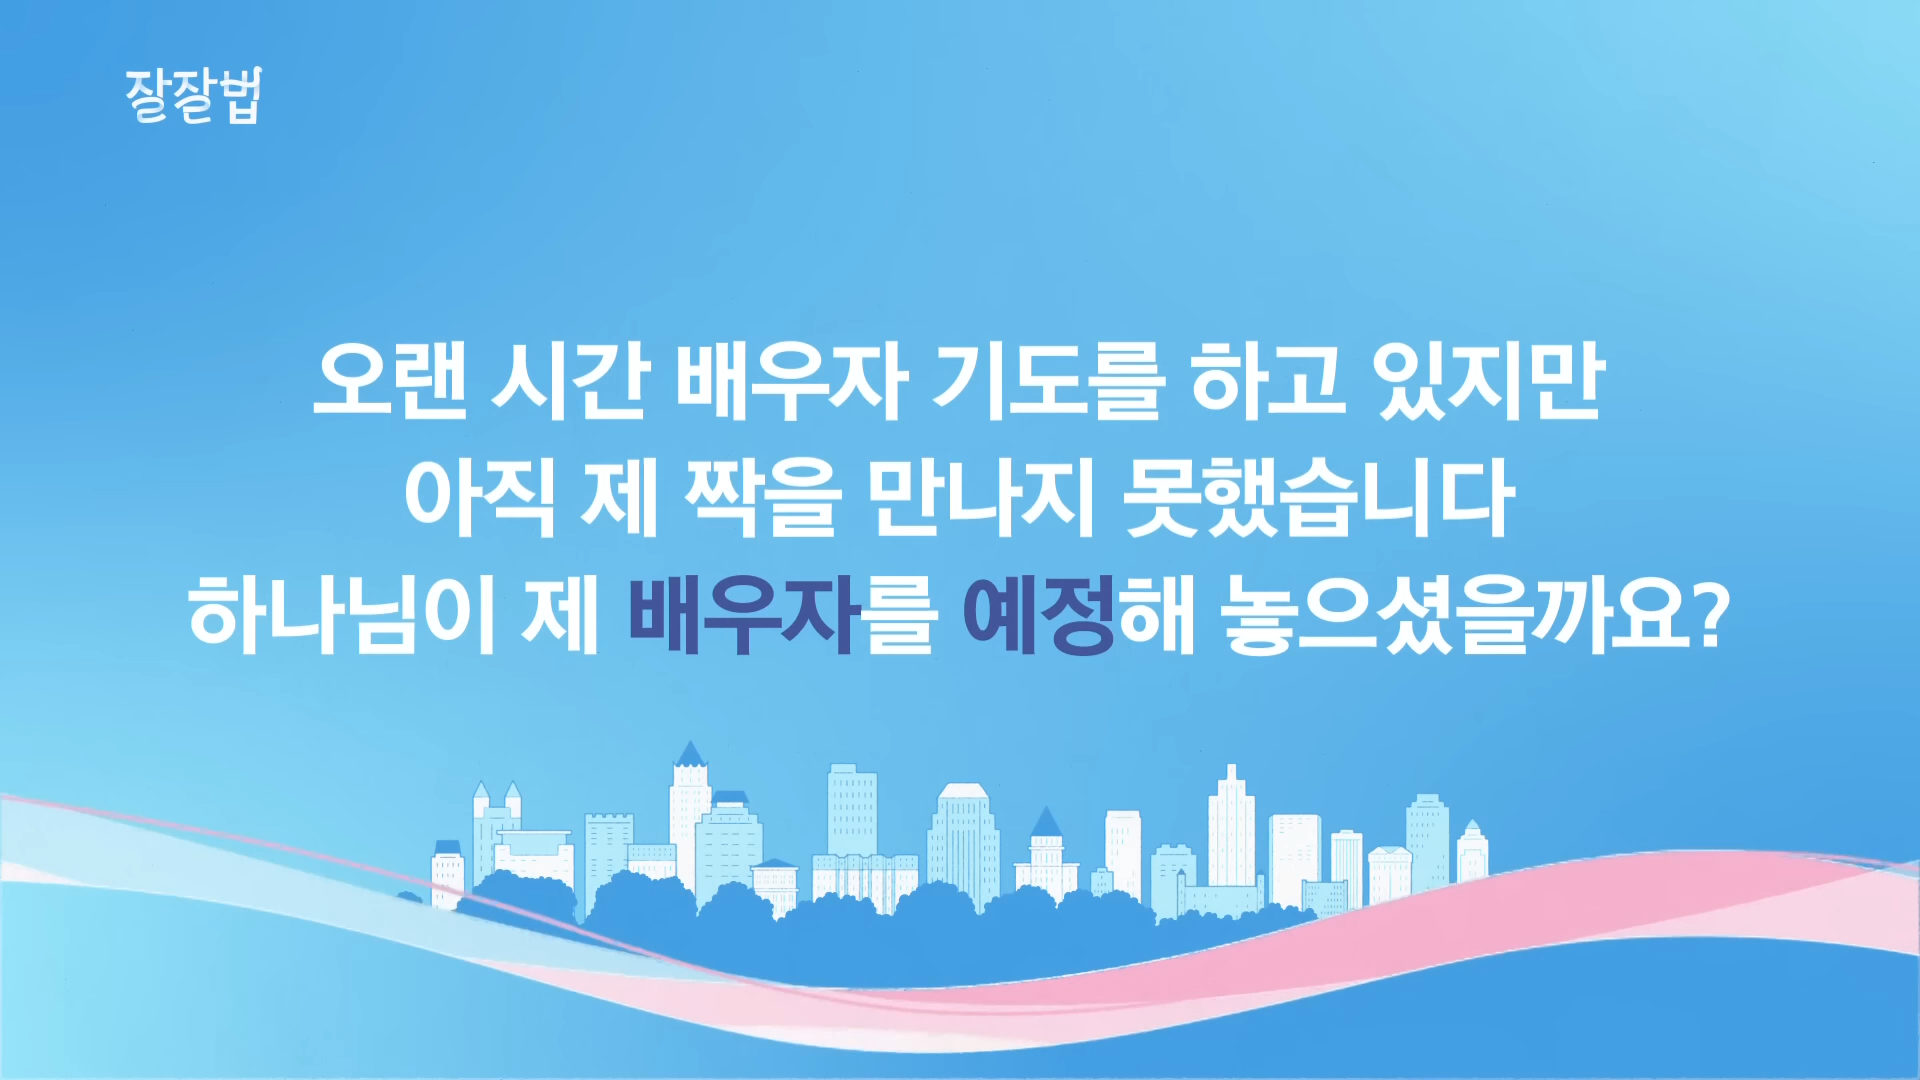 잘잘법
오랜 시간 배우자 기도를 하고 있지만
아직 제 짝을 만나지 못했습니다
하나님이 제 배우자를 예정해 놓으셨을까요?